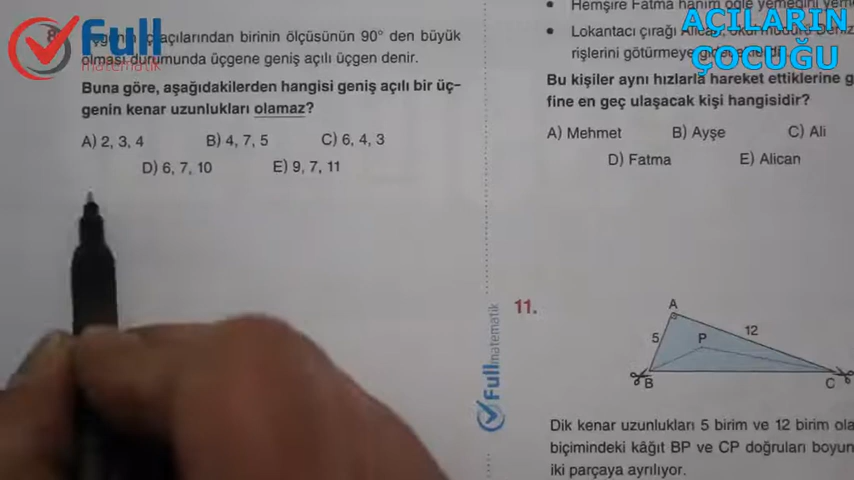 8
Full
matematik
açılarından birinin ölçüsünün 90° den büyük
olması durumunda üçgene geniş açılı üçgen denir.
Buna göre, aşağıdakilerden hangisi geniş açılı bir üç-
genin kenar uzunlukları olamaz?
A) 2, 3, 4 B) 4, 7, 5 C) 6, 4, 3
D) 6, 7, 10 E) 9, 7, 11
AÇILARIN
ÇOCUĞU
• Hemşire Fatma hanım öğle yemeğini
• Lokantacı çırağı
rişlerini götürmeye
Bu kişiler aynı hızlarla hareket ettiklerine g
fine en geç ulaşacak kişi hangisidir?
A) Mehmet B) Ayşe C) Ali
D) Fatma E) Alican
Fullmatematik
11.
A
5
12
P
B
C
Dik kenar uzunlukları 5 birim ve 12 birim ola
biçimindeki kâğıt BP ve CP doğruları boyun
iki parçaya ayrılıyor.